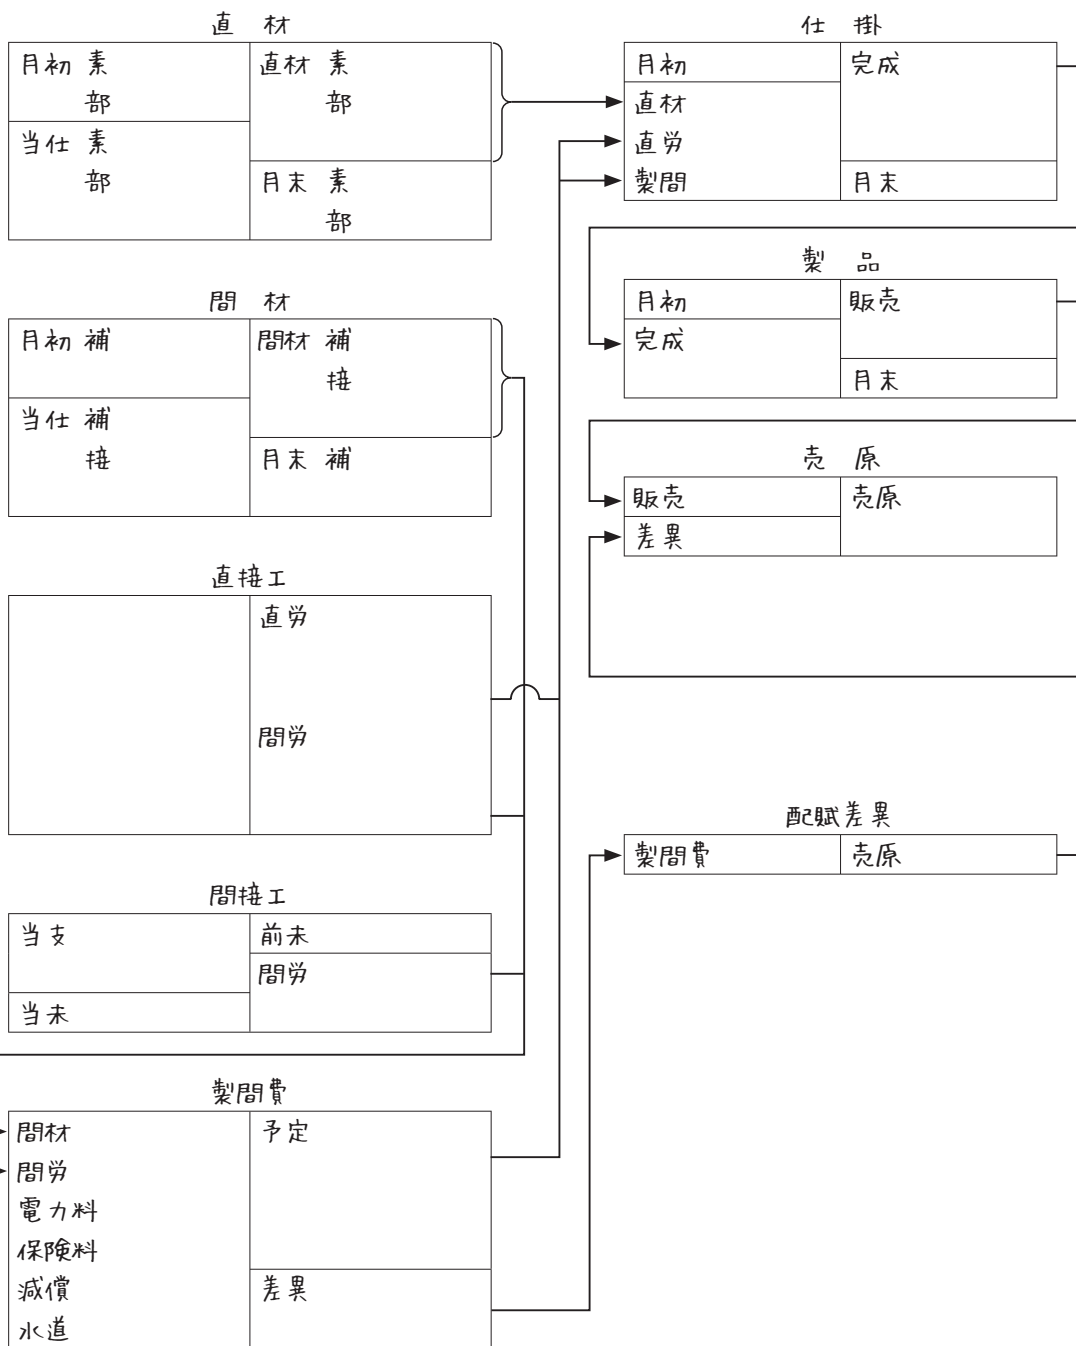 直 材
月初 素
部
当仕 素
部
直材 素
部
月末 素
部
間 材
月初 補
当仕 補
接
間材 補
接
月末 補
直接工
直労
間労
間接工
当支
当未
前未
間労
製間費
間材
間労
電力料
保険料
減償
水道
予定
差異
仕 掛
月初
直材
直労
製間
完成
月末
製 品
月初
完成
販売
月末
売 原
販売
差異
売原
配賦差異
製間費
売原